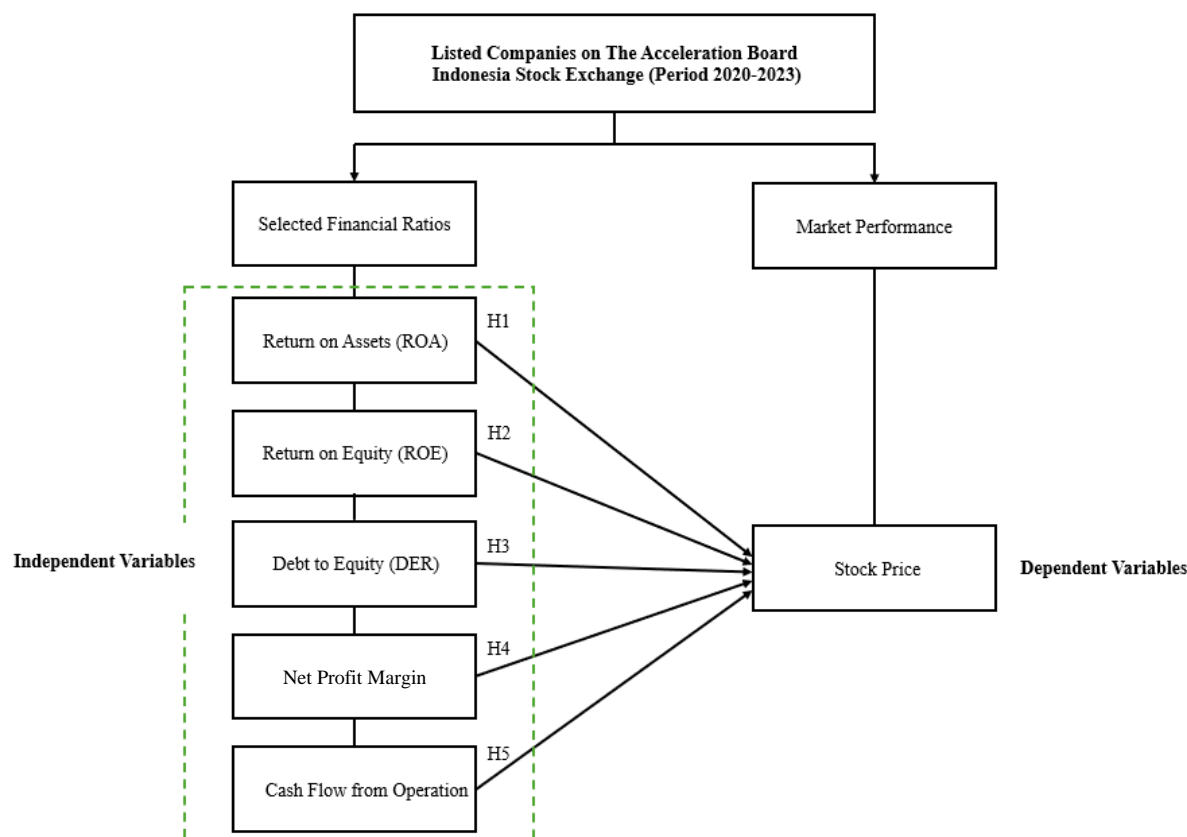 Listed Companies on The Acceleration Board
Indonesia Stock Exchange (Period 2020-2023)
Selected Financial Ratios
Market Performance
Return on Assets (ROA)
H1
Return on Equity (ROE)
H2
Independent Variables
Debt to Equity (DER)
H3
Stock Price
Dependent Variables
Net Profit Margin
H4
Cash Flow from Operation
H5